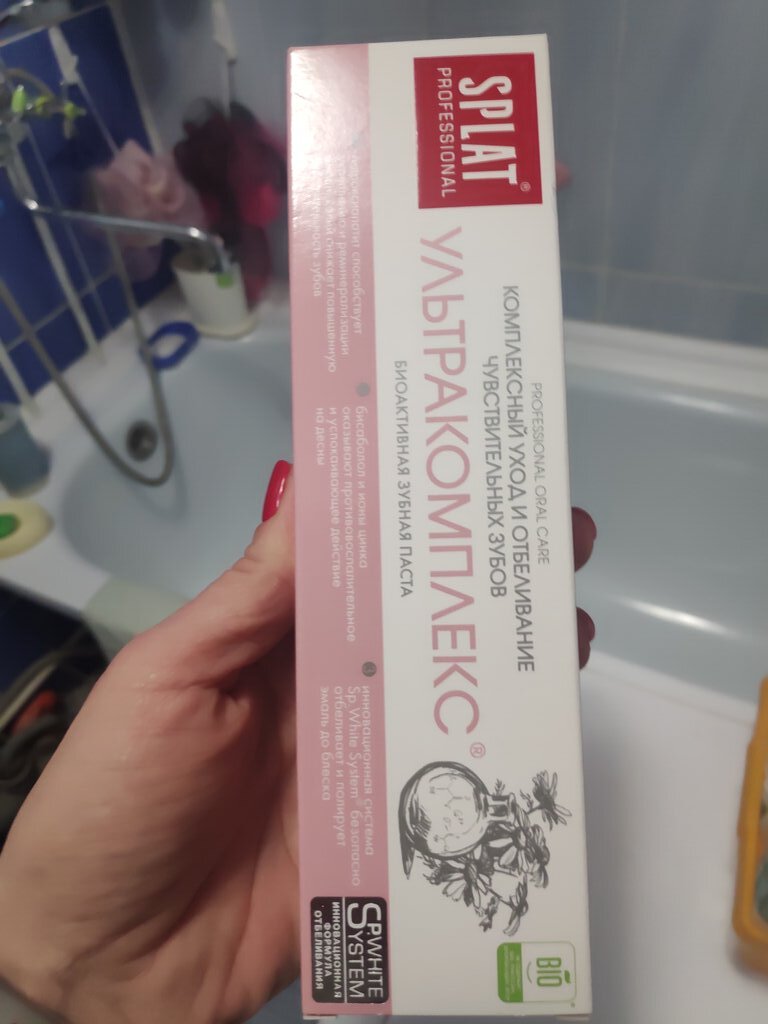 SPLAT®
PROFESSIONAL
PROFESSIONAL ORAL CARE
КОМПЛЕКСНЫЙ УХОД И ОТБЕЛИВАНИЕ
ЧУВСТВИТЕЛЬНЫХ ЗУБОВ
УЛЬТРАКОМПЛЕКС®
БИОАКТИВНАЯ ЗУБНАЯ ПАСТА
BIO
способствует
и реминерализации
снижает повышенную
зубов
бисаболол и ионы цинка
оказывают противовоспалительное
и успокаивающее действие
на десны
3
инновационная система
Sp.White System® безопасно
отбеливает и полирует
эмаль до блеска
SP.WHITE
SYSTEM
ИННОВАЦИОННАЯ
ФОРМУЛА
ОТБЕЛИВАНИЯ